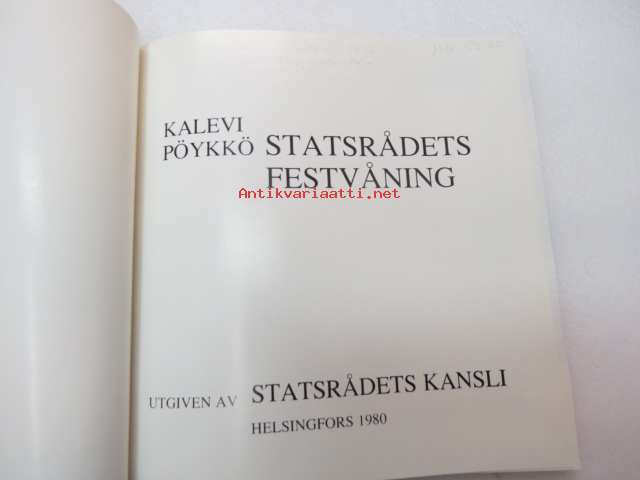 KALEVI
PÖYKKÖ
STATSRÅDETS
FESTVÅNING
Antikvariaatti.net
UTGIVEN AV STATSRÅDETS KANSLI
HELSINGFORS 1980